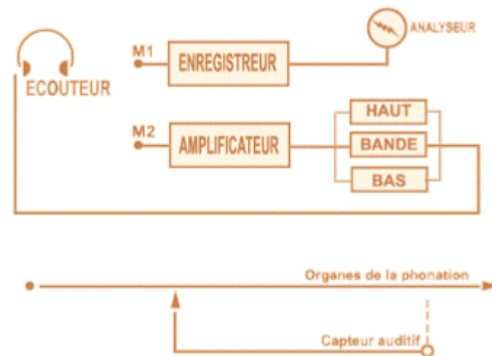 ANALYSEUR
M1
ENREGISTREUR
ECOUTEUR
HAUT
M2
AMPLIFICATEUR
BANDE
BAS
Organes de la phonation
Capteur auditif